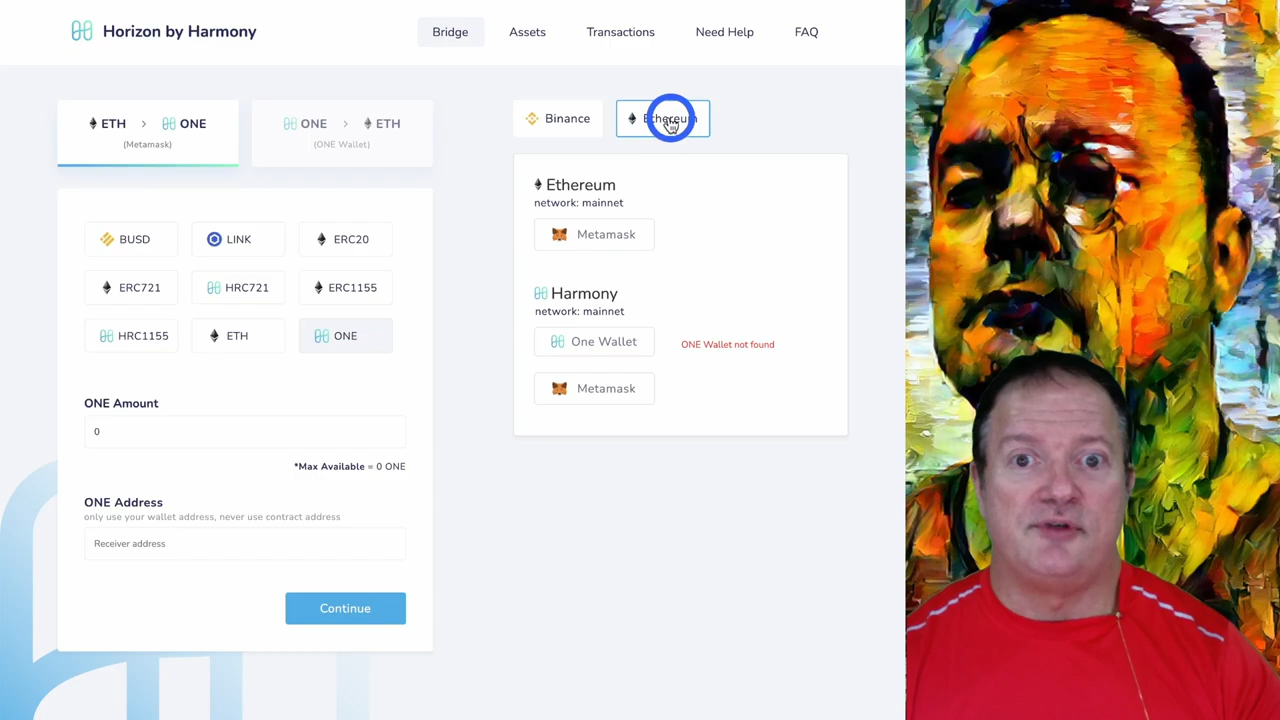 Horizon by Harmony
Bridge
Assets
Transactions
Need Help
FAQ
ETH > ONE
(Metamask)
ONE > ETH
(ONE Wallet)
BUSD
LINK
ERC20
ERC721
HRC721
ERC1155
HRC1155
ETH
ONE
ONE Amount
0
*Max Available = 0 ONE
ONE Address
only use your wallet address, never use contract address
Receiver address
Continue
Binance
Ethereum
Ethereum
network: mainnet
Metamask
Harmony
network: mainnet
One Wallet
ONE Wallet not found
Metamask